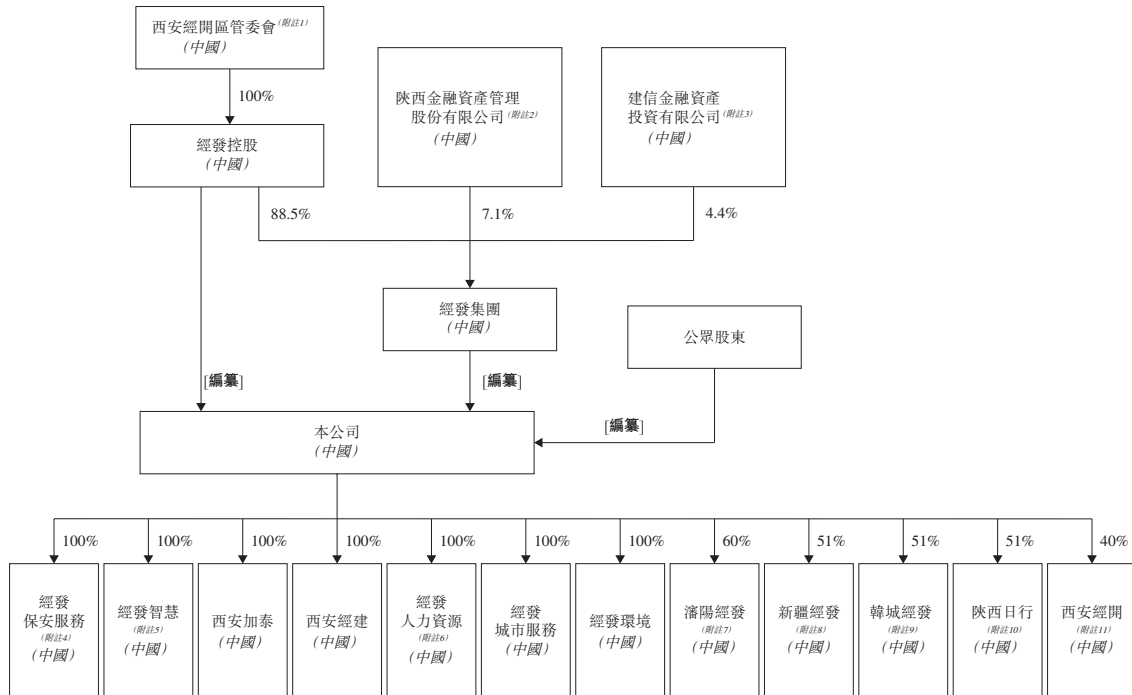 西安經開區管委會(附註1)
(中國)
100%
陝西金融資產管理
股份有限公司(附註2)
(中國)
建信金融資產
投資有限公司(附註3)
(中國)
經發控股
(中國)
88.5%
7.1%
4.4%
經發集團
(中國)
公眾股東
[編纂]
[編纂]
[編纂]
本公司
(中國)
100%
100%
100%
100%
100%
100%
100%
60%
51%
51%
51%
40%
經發
保安服務
(附註4)
(中國)
經發智慧
(附註5)
(中國)
西安加泰
(中國)
西安經建
(中國)
經發
人力資源
(附註6)
(中國)
經發
城市服務
(中國)
經發環境
(中國)
瀋陽經發
(附註7)
(中國)
新疆經發
(附註8)
(中國)
韓城經發
(附註9)
(中國)
陝西日行
(附註10)
(中國)
西安經開
(附註11)
(中國)